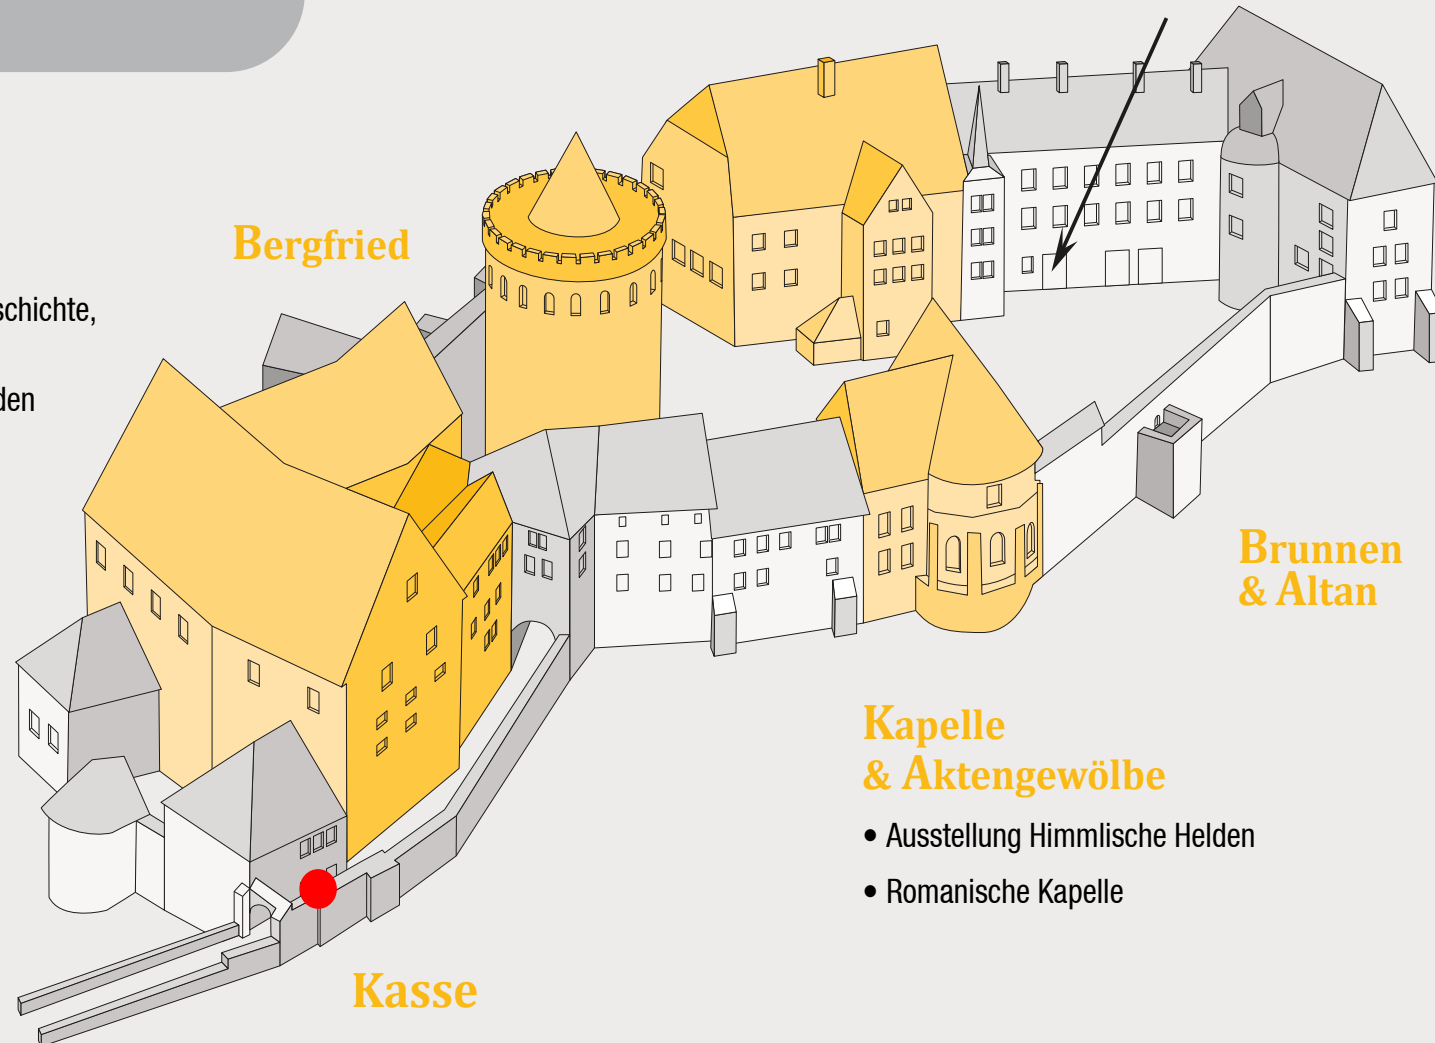 Bergfried
schichte,
den
Brunnen
& Altan
Kapelle
& Aktengewölbe
• Ausstellung Himmlische Helden
• Romanische Kapelle
Kasse